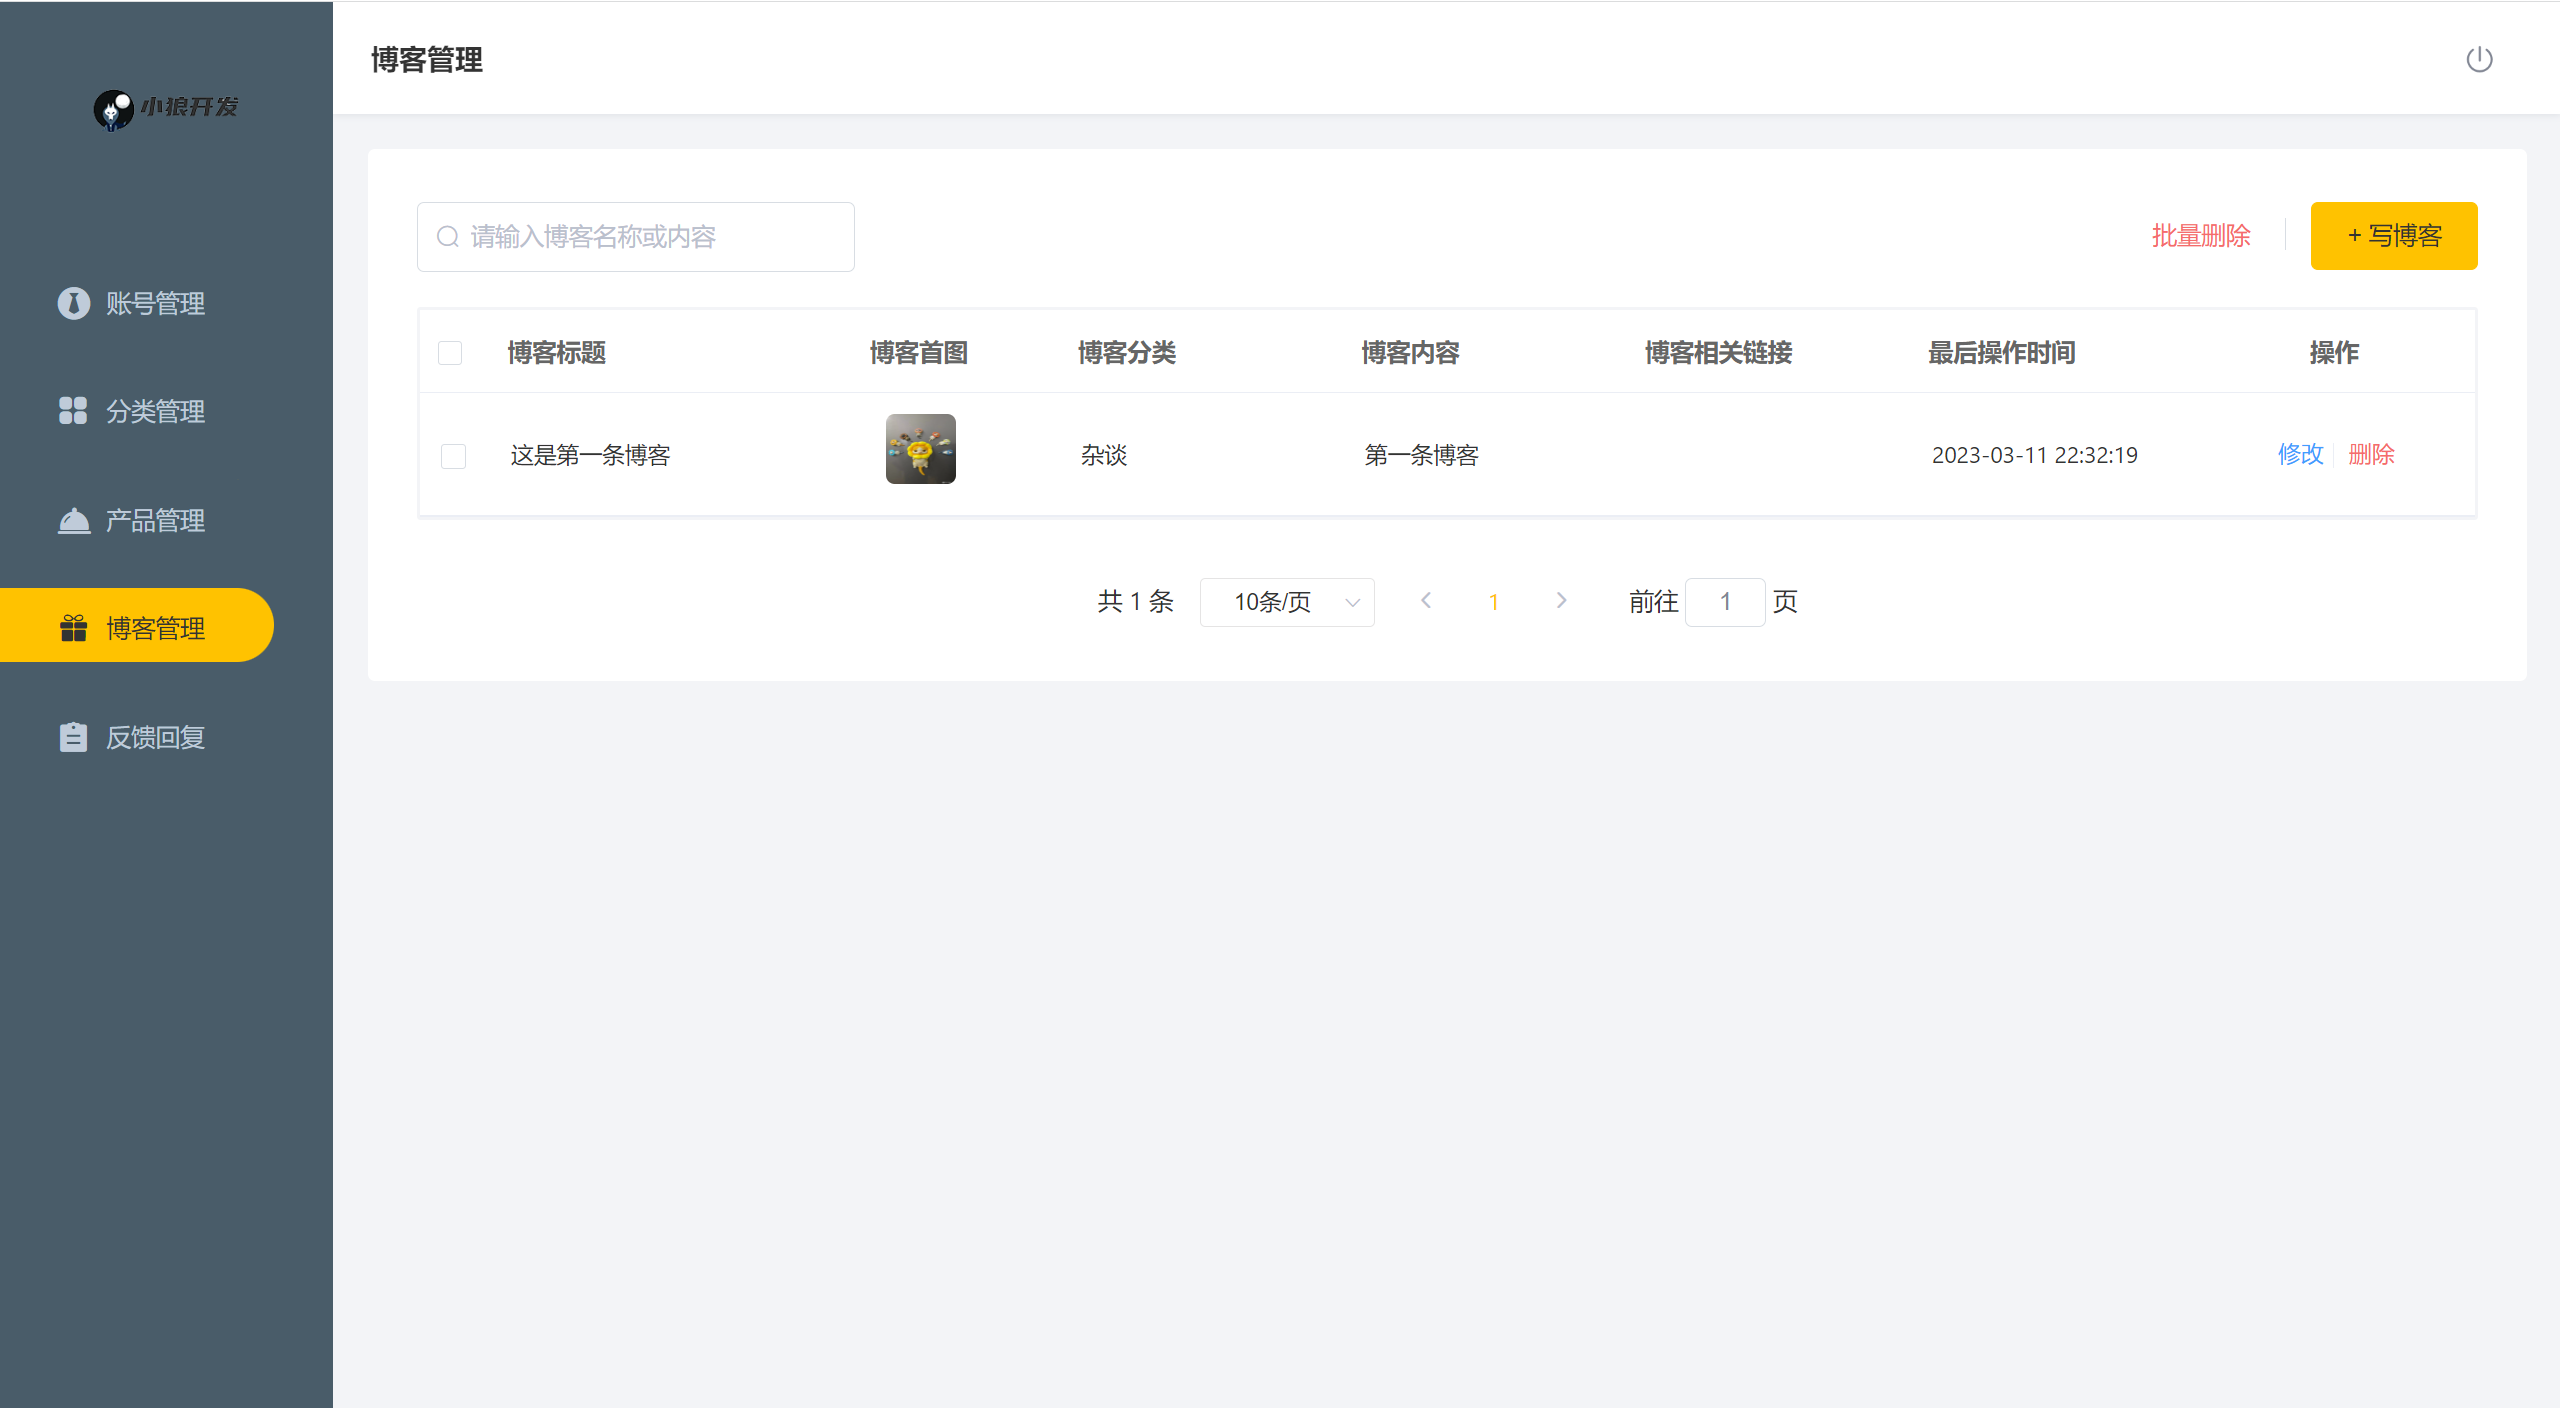 小狼开发
账号管理
分类管理
产品管理
博客管理
反馈回复
博客管理
请输入博客名称或内容
批量删除
+ 写博客
博客标题 博客首图 博客分类 博客内容 博客相关链接 最后操作时间 操作
这是第一条博客 杂谈 第一条博客 2023-03-11 22:32:19 修改 删除
共 1 条 10条/页 1 前往 1 页